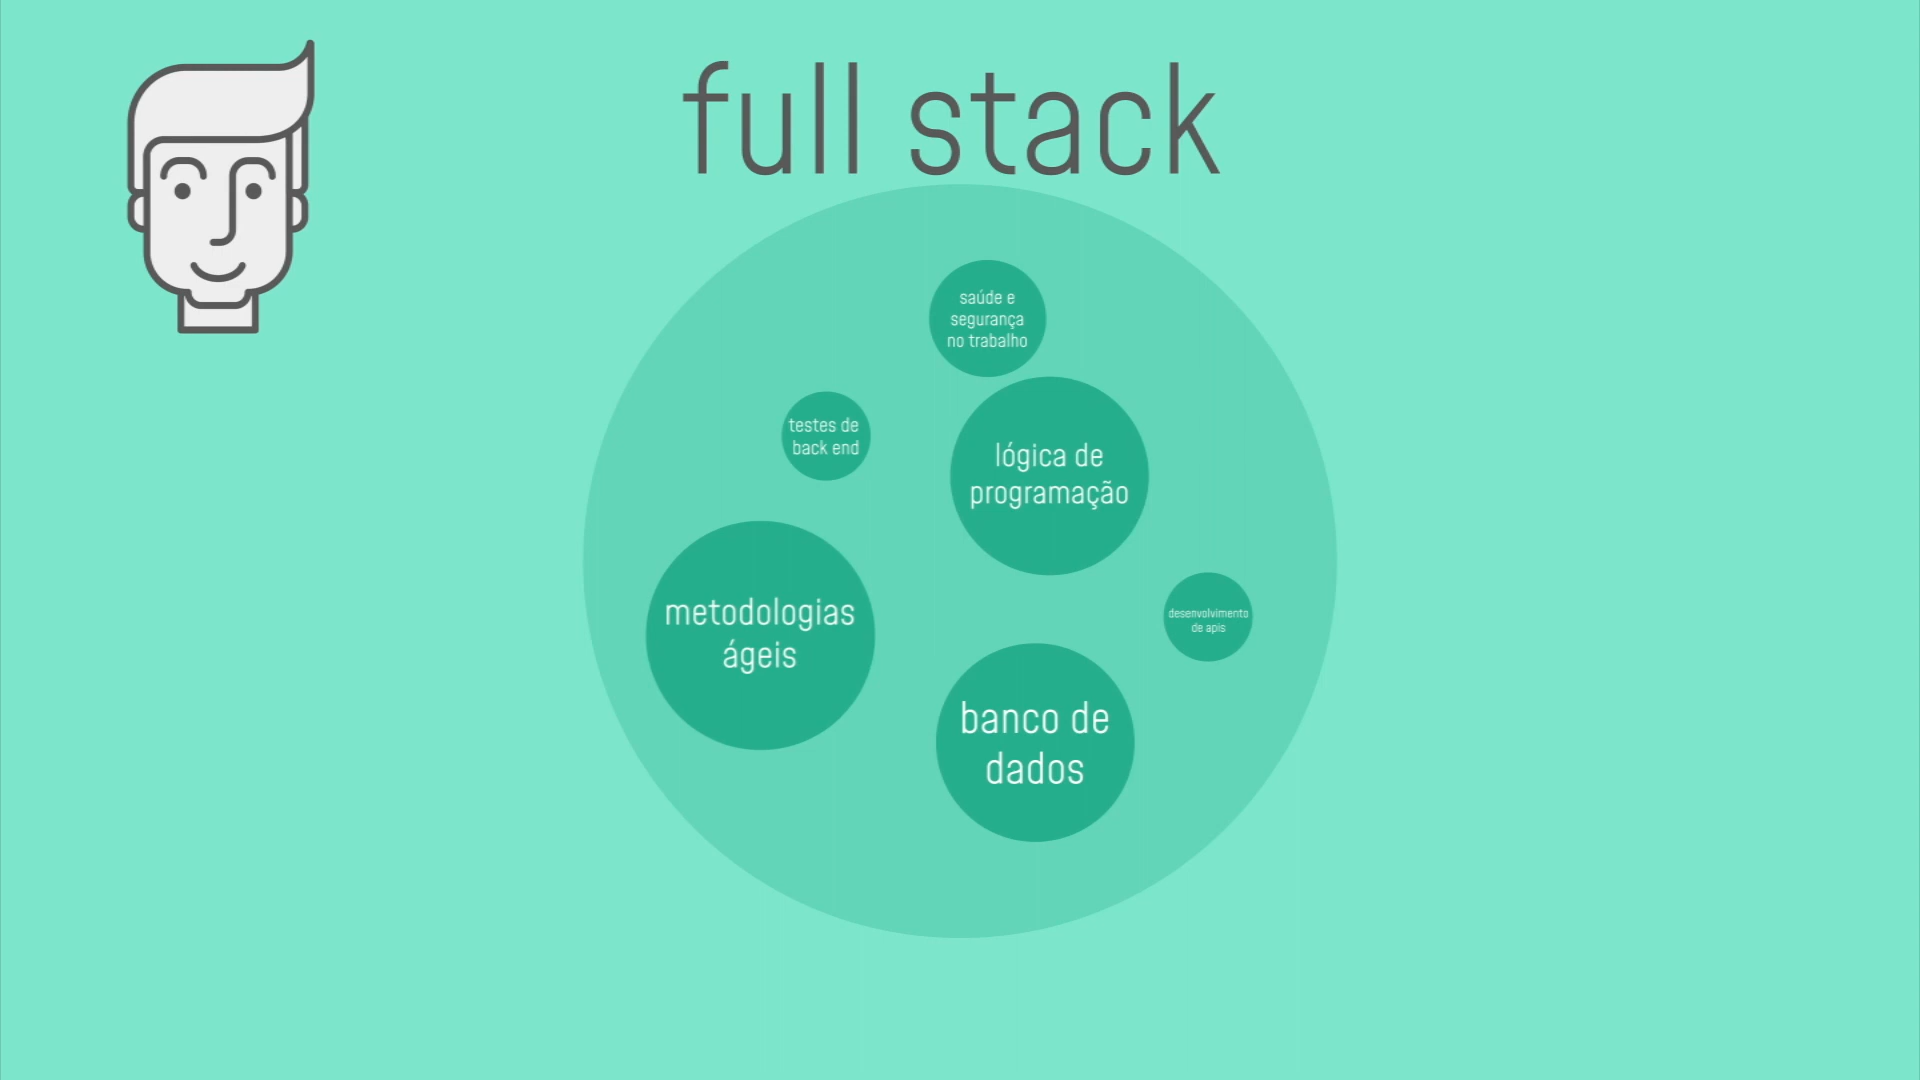 full stack
saúde e
segurança
no trabalho
testes de
back end
lógica de
programação
metodologias
ágeis
desenvolvimento
de apis
banco de
dados